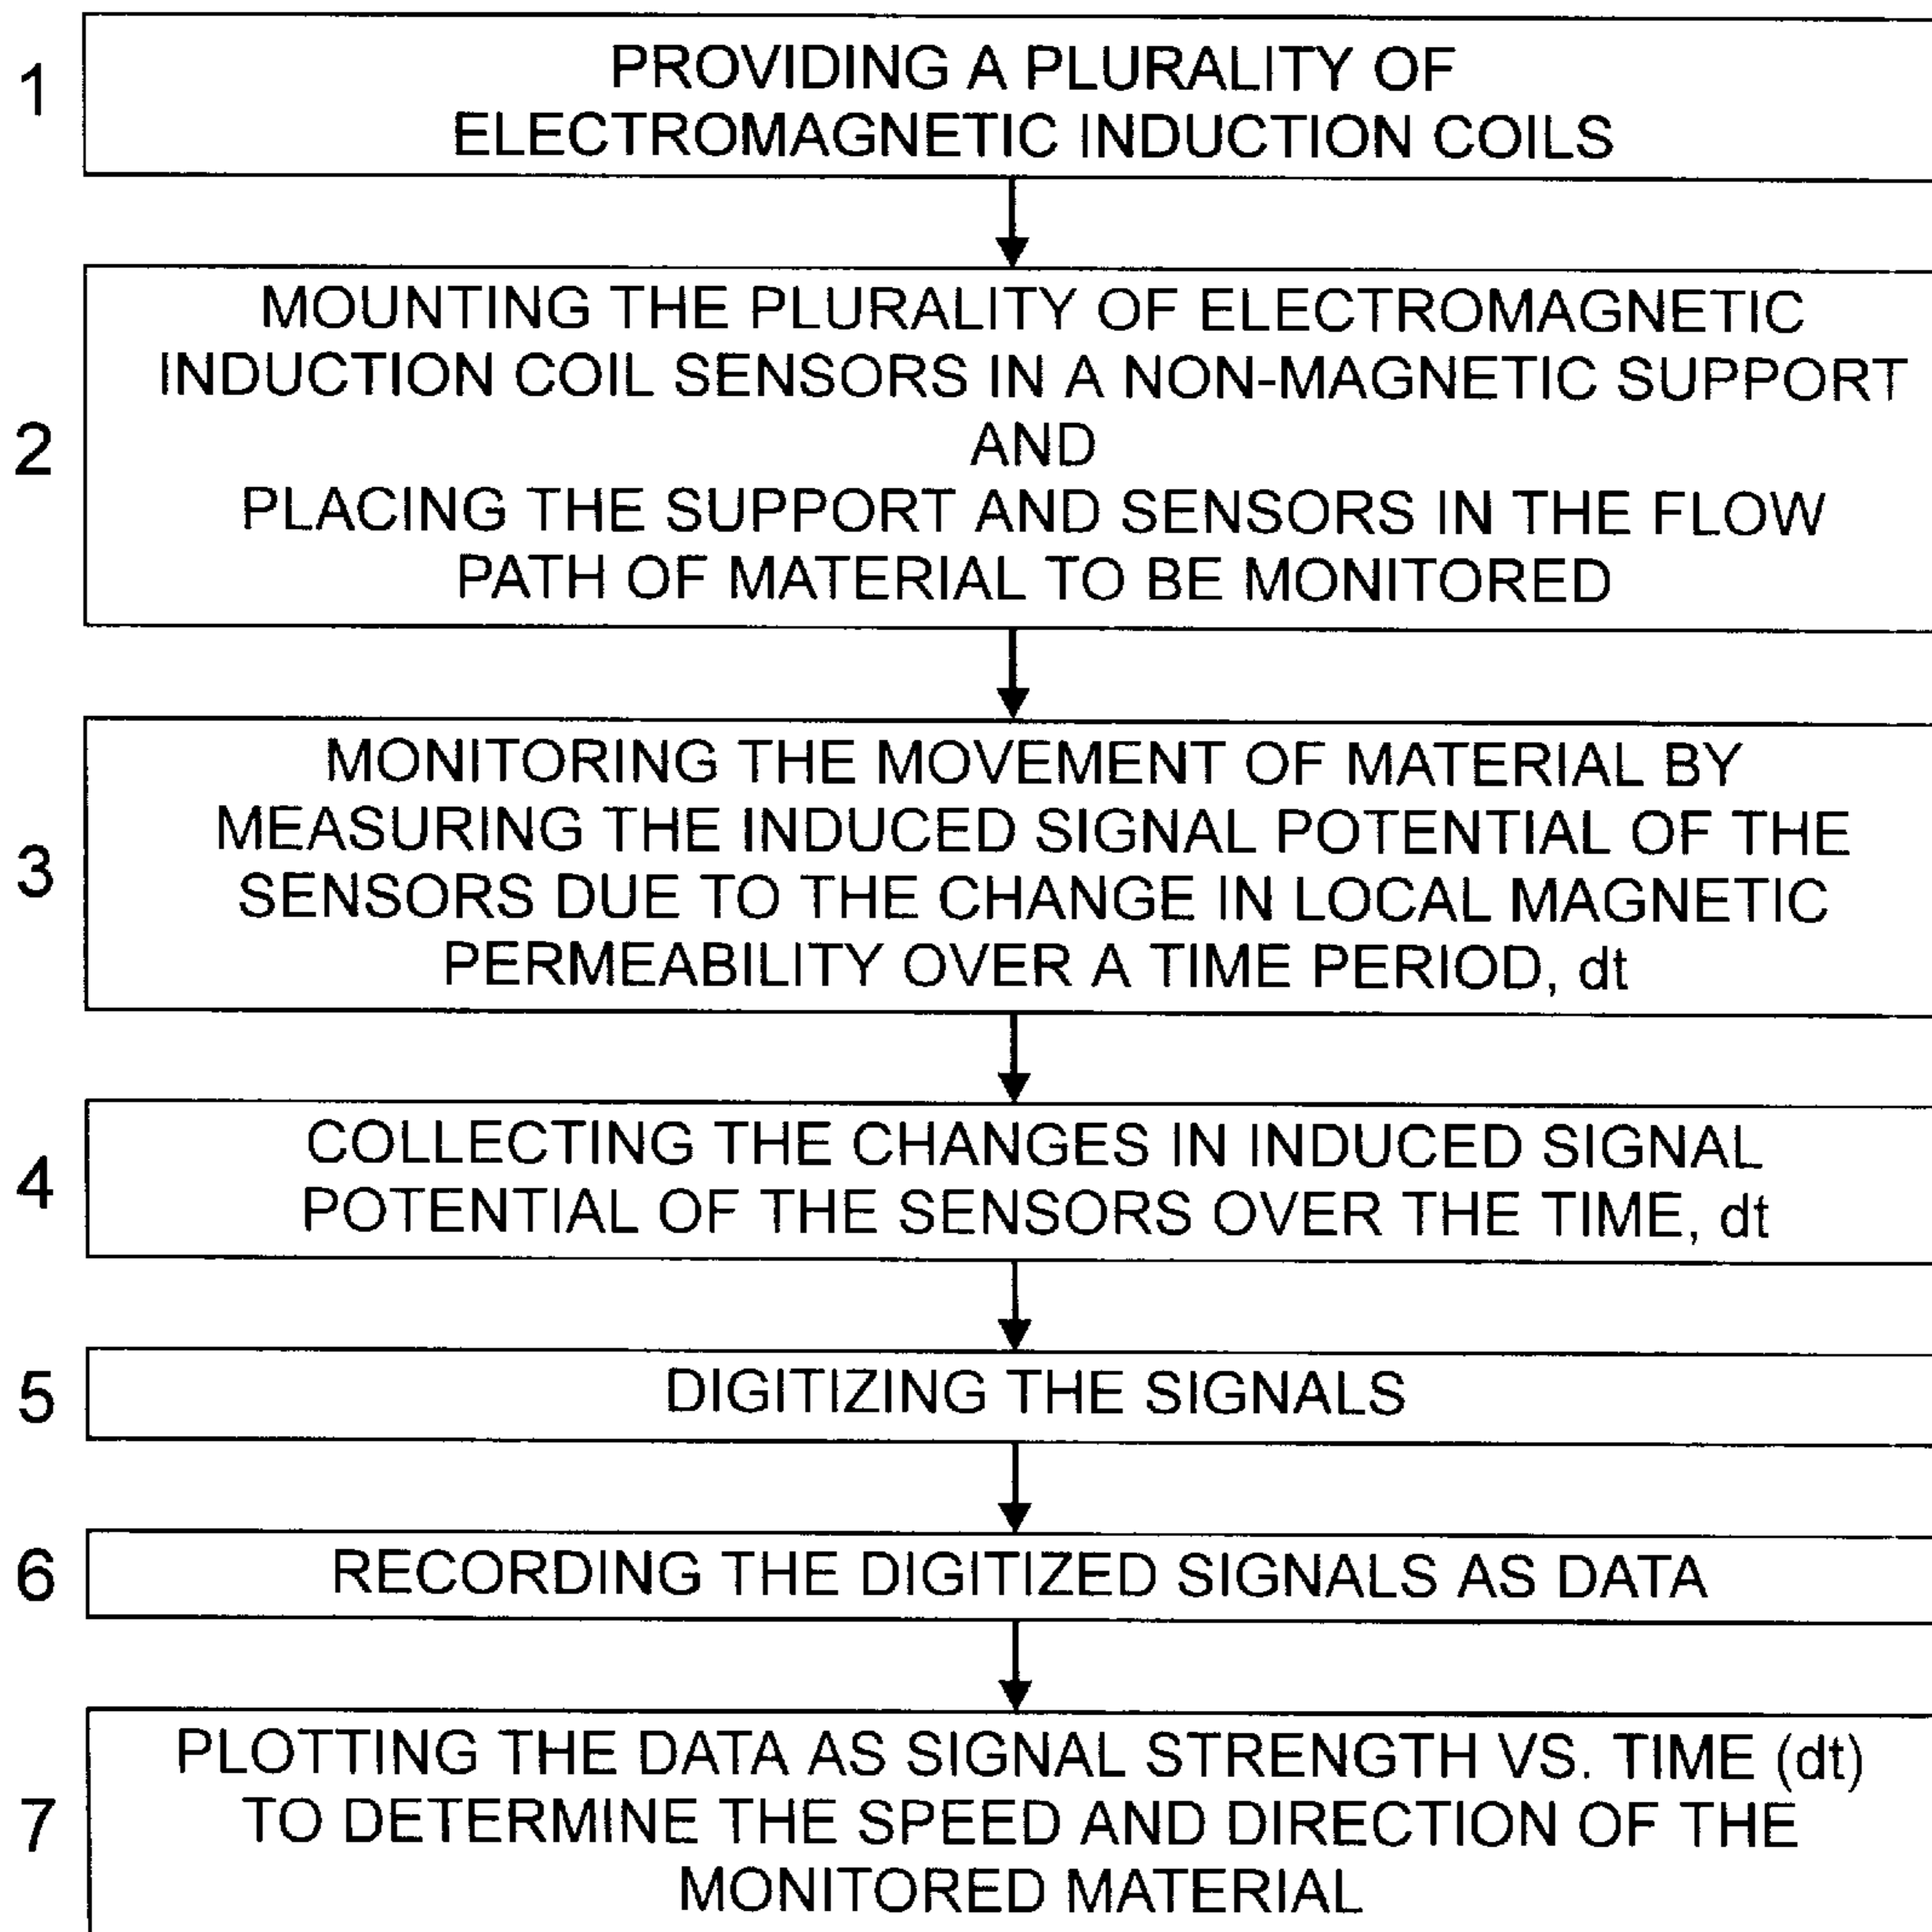 1
PROVIDING A PLURALITY OF
ELECTROMAGNETIC INDUCTION COILS
2
MOUNTING THE PLURALITY OF ELECTROMAGNETIC
INDUCTION COIL SENSORS IN A NON-MAGNETIC SUPPORT
AND
PLACING THE SUPPORT AND SENSORS IN THE FLOW
PATH OF MATERIAL TO BE MONITORED
3
MONITORING THE MOVEMENT OF MATERIAL BY
MEASURING THE INDUCED SIGNAL POTENTIAL OF THE
SENSORS DUE TO THE CHANGE IN LOCAL MAGNETIC
PERMEABILITY OVER A TIME PERIOD, dt
4
COLLECTING THE CHANGES IN INDUCED SIGNAL
POTENTIAL OF THE SENSORS OVER THE TIME, dt
5
DIGITIZING THE SIGNALS
6
RECORDING THE DIGITIZED SIGNALS AS DATA
7
PLOTTING THE DATA AS SIGNAL STRENGTH VS. TIME (dt)
TO DETERMINE THE SPEED AND DIRECTION OF THE
MONITORED MATERIAL